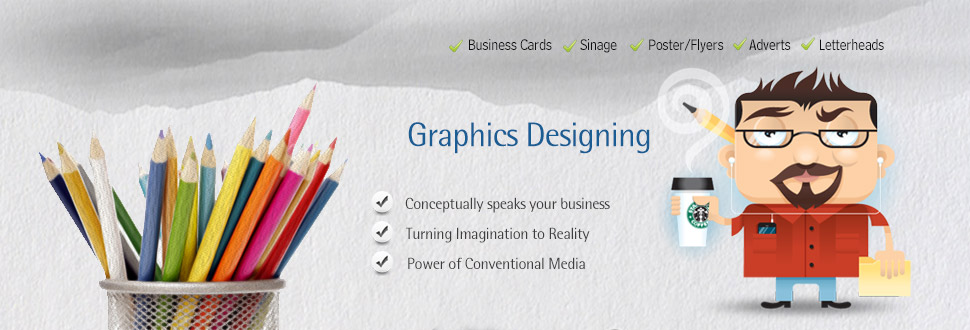 Business Cards Sinage Poster/Flyers Adverts Letterheads
Graphics Designing
Conceptually speaks your business
Turning Imagination to Reality
Power of Conventional Media